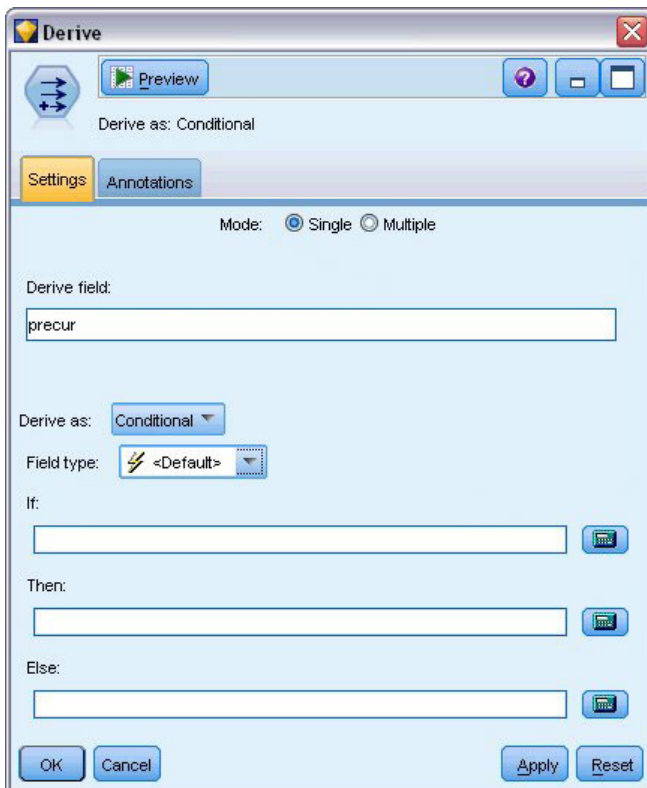 Derive
Preview
?
Derive as: Conditional
Settings Annotations
Mode: Single Multiple
Derive field:
precur
Derive as: Conditional
Field type: <Default>
If:
Then:
Else:
OK Cancel Apply Reset